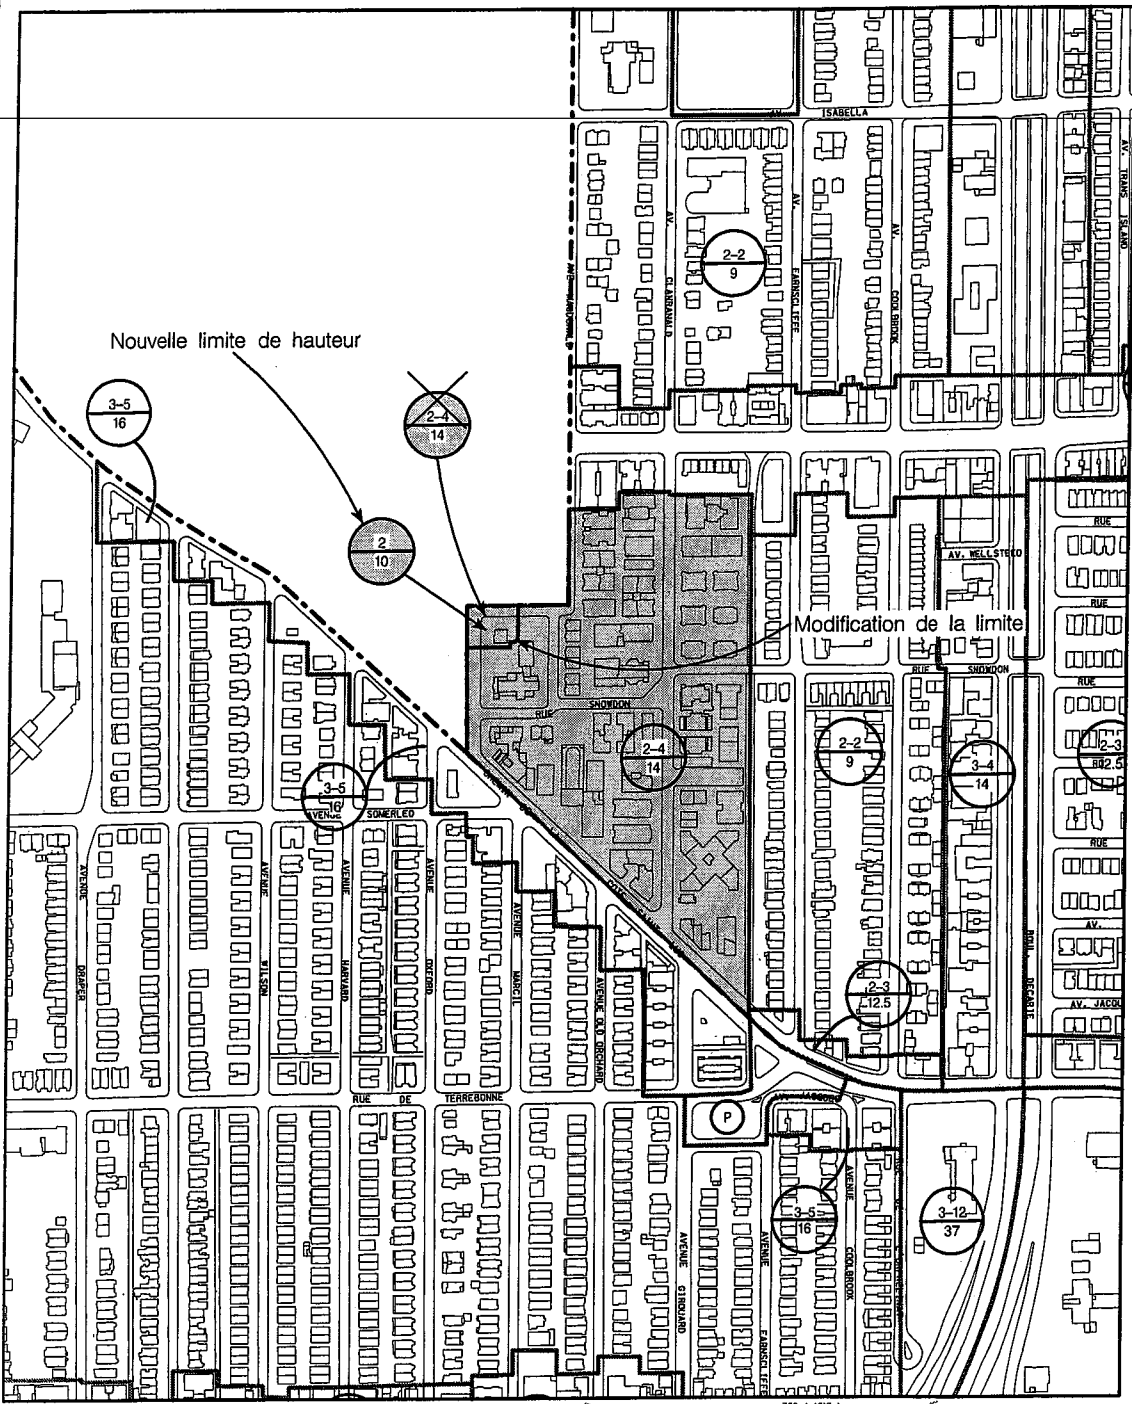 AV. ISABELLA
AV. TRANS ISLAND
AV. CLANRANALD
AV. EARNSCLIFFE
AV. COOLBROOK
2-2
9
Nouvelle limite de hauteur
3-5
16
2-4
14
2
10
RUE
AV. WELLSTEED
RUE
Modification de la limite
RUE SNOWDON
RUE
RUE SNOWDON
2-4
14
2-2
9
3-4
14
2-3
3-5
16
AVENUE SOMERLED
RUE
AVENUE DRAPER
AVENUE WILSON
AVENUE HARVARD
AVENUE OXFORD
AVENUE MARCIL
AVENUE OLD ORCHARD
AV.
BOUL. DECARIE
2-3
12.5
AV. JACQU
RUE DE TERREBONNE
P
3-5
16
3-12
37
AVENUE GIROUARD
AVENUE EARNSCLIFFE
AVENUE COOLBROOK